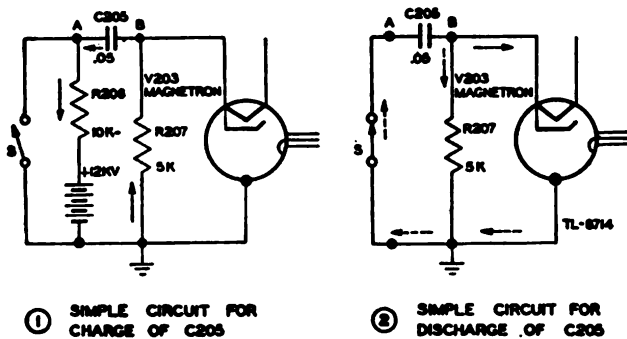 C205
A
B
.05
V203
MAGNETRON
R206
10K~
R207
5K
S
+12KV
① SIMPLE CIRCUIT FOR
CHARGE OF C205
C205
A
B
.05
V203
MAGNETRON
R207
5K
S
TL-8714
② SIMPLE CIRCUIT FOR
DISCHARGE OF C205